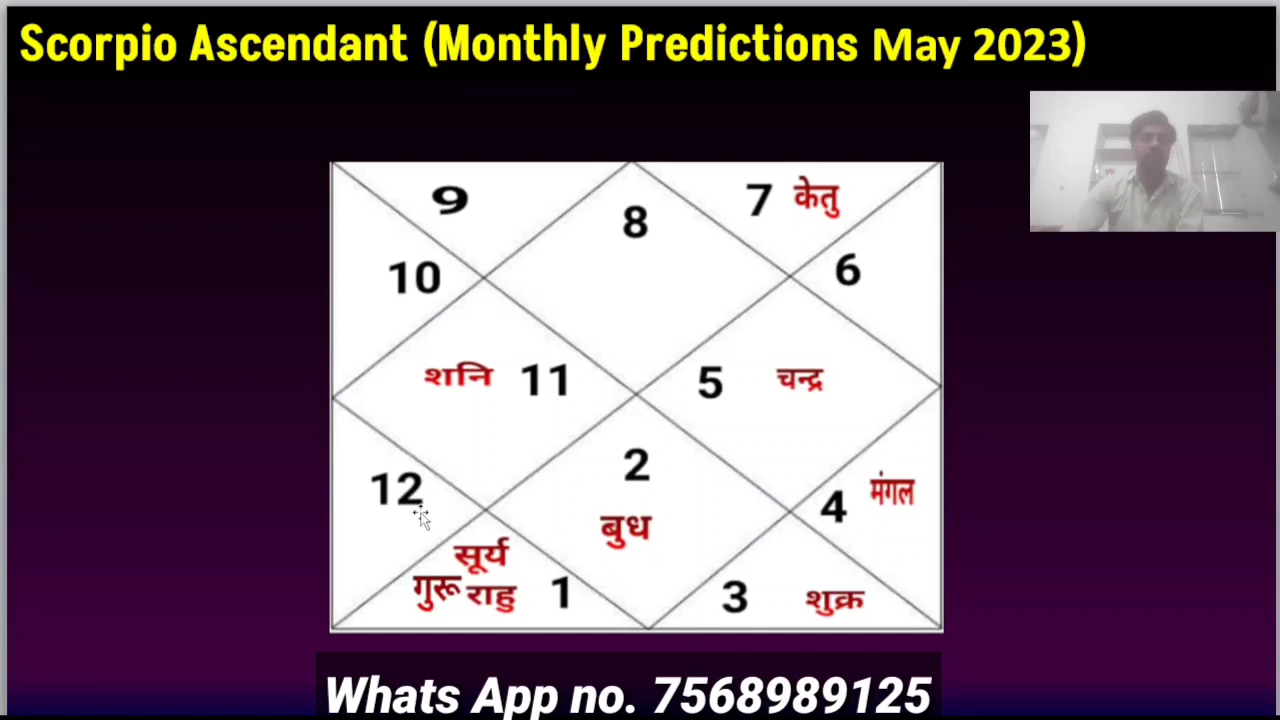 Scorpio Ascendant (Monthly Predictions May 2023)
9
8
7 केतु
10
6
शनि 11
5 चन्द्र
12
2
बुध
4 मंगल
सूर्य
गुरू राहु 1
3 शुक्र
Whats App no. 7568989125